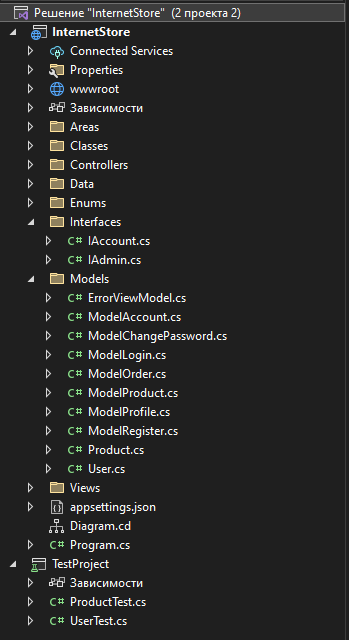 Решение "InternetStore" (2 проекта 2)
InternetStore
Connected Services
Properties
wwwroot
Зависимости
Areas
Classes
Controllers
Data
Enums
Interfaces
C# IAccount.cs
C# IAdmin.cs
Models
C# ErrorViewModel.cs
C# ModelAccount.cs
C# ModelChangePassword.cs
C# ModelLogin.cs
C# ModelOrder.cs
C# ModelProduct.cs
C# ModelProfile.cs
C# ModelRegister.cs
C# Product.cs
C# User.cs
Views
appsettings.json
Diagram.cd
C# Program.cs
TestProject
Зависимости
C# ProductTest.cs
C# UserTest.cs